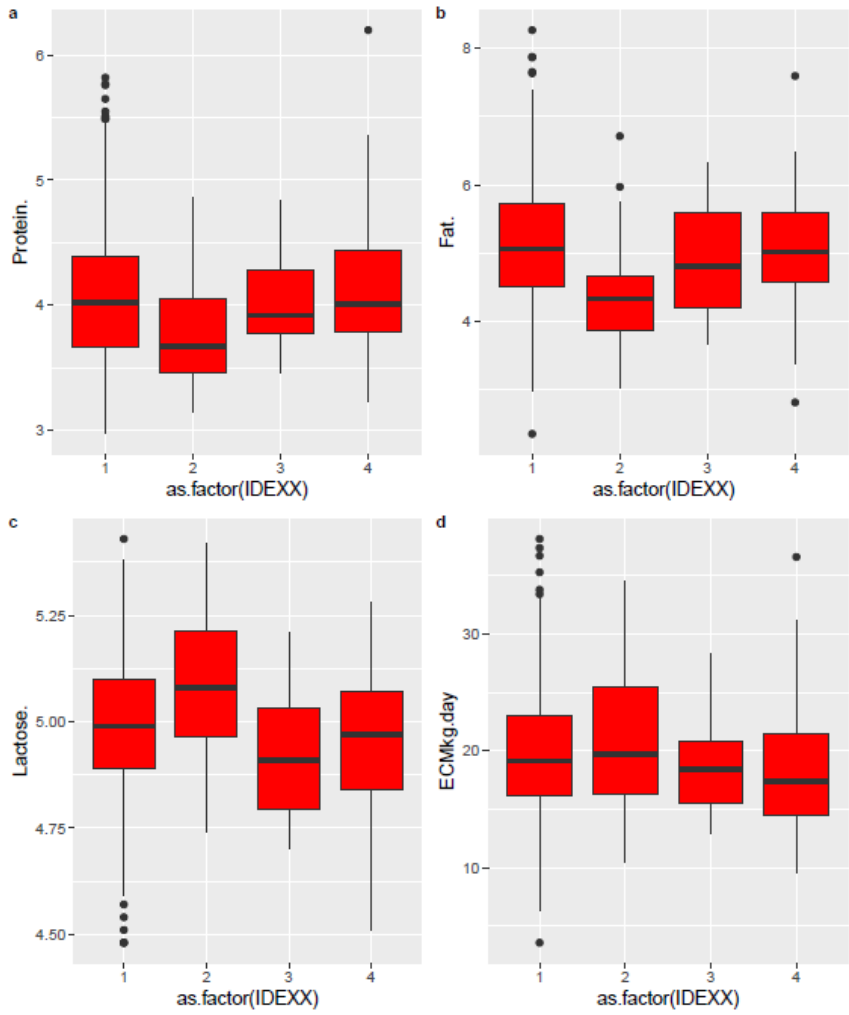 a
6
5
4
3
Protein.
1 2 3 4
as.factor(IDEXX)
b
8
6
4
Fat.
1 2 3 4
as.factor(IDEXX)
c
5.25
5.00
4.75
4.50
Lactose.
1 2 3 4
as.factor(IDEXX)
d
30
20
10
ECMkg.day
1 2 3 4
as.factor(IDEXX)